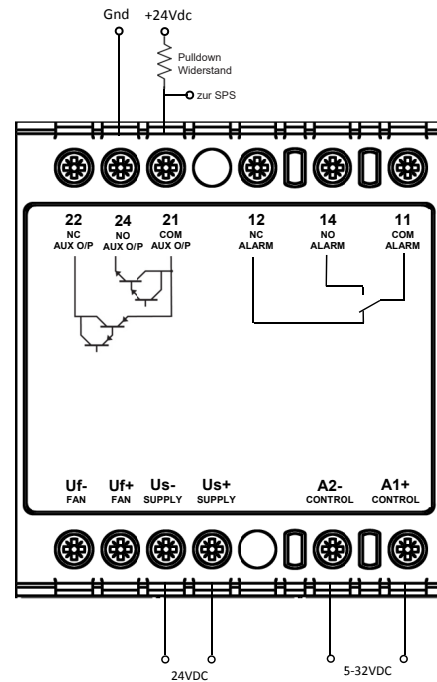 Gnd +24Vdc
Pulldown
Widerstand
zur SPS
22 24 21 12 14 11
NC NO COM NC NO COM
AUX O/P AUX O/P AUX O/P ALARM ALARM ALARM
Uf- Uf+ Us- Us+ A2- A1+
FAN FAN SUPPLY SUPPLY CONTROL CONTROL
24VDC 5-32VDC